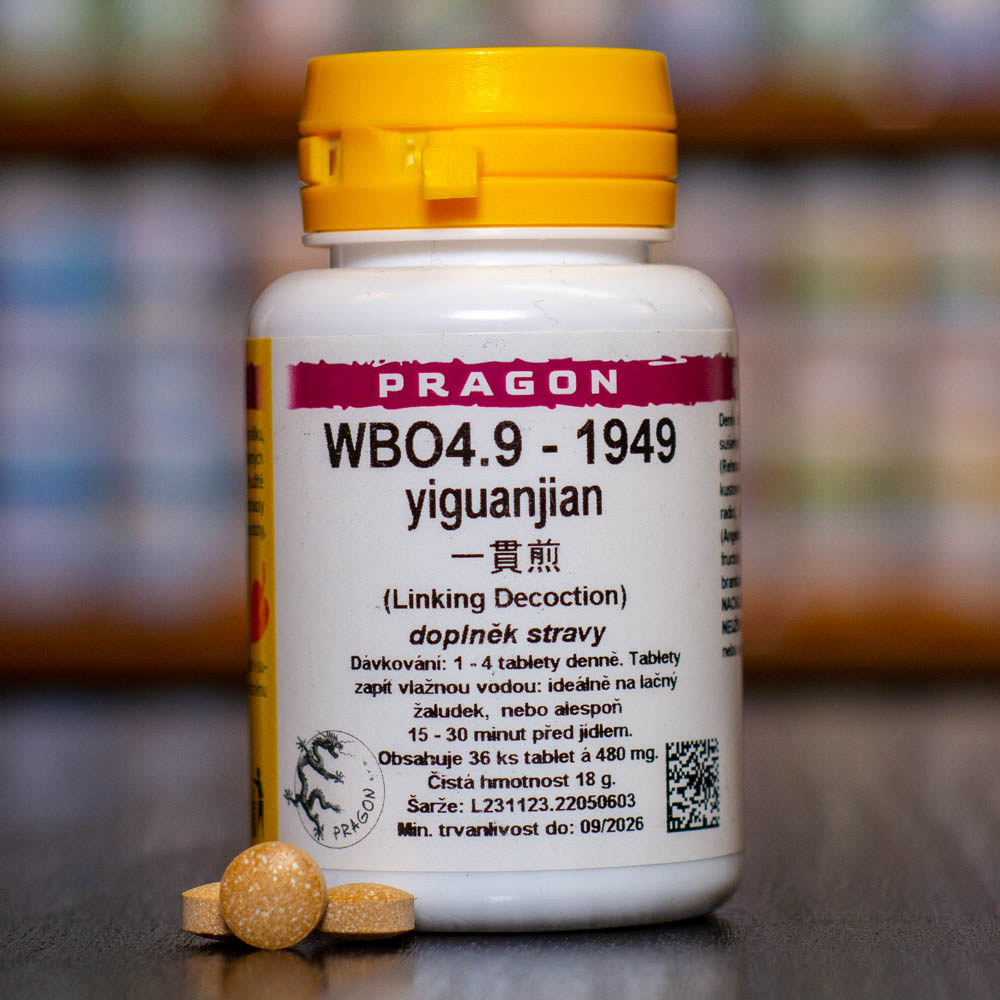 PRAGON
WBO4.9 - 1949
yiguanjian
一貫煎
(Linking Decoction)
doplněk stravy
Dávkování: 1 - 4 tablety denně. Tablety
zapít vlažnou vodou: ideálně na lačný
žaludek, nebo alespoň
15 - 30 minut před jídlem.
Obsahuje 36 ks tablet á 480 mg.
Čistá hmotnost 18 g.
Šarže: L231123.22050603
Min. trvanlivost do: 09/2026
PRAGON s.r.o.